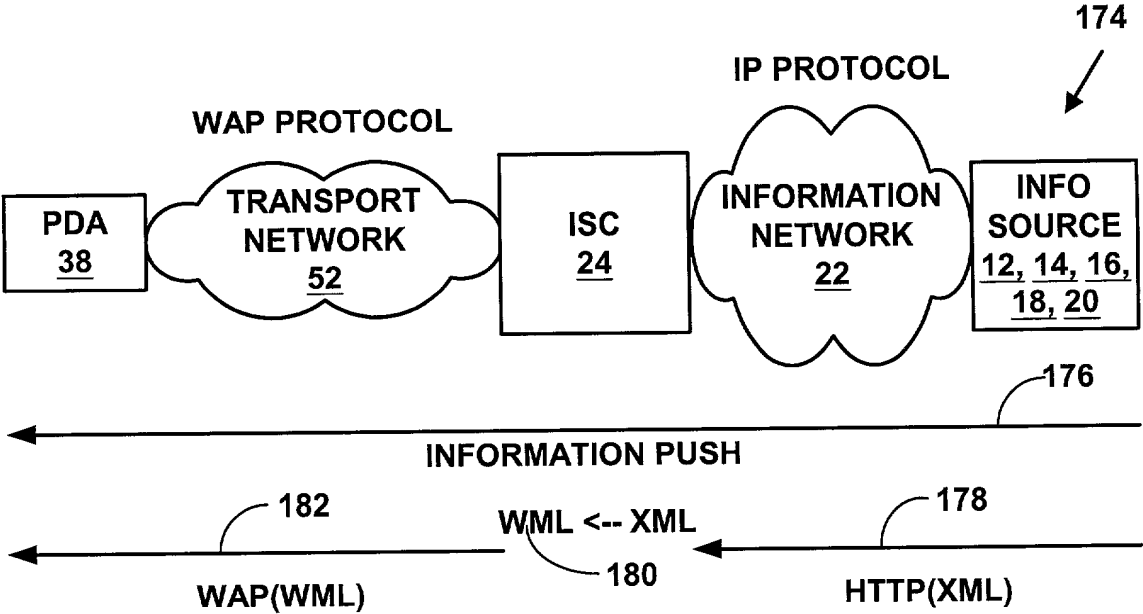 174
IP PROTOCOL
WAP PROTOCOL
PDA
38
TRANSPORT
NETWORK
52
ISC
24
INFORMATION
NETWORK
22
INFO
SOURCE
12, 14, 16,
18, 20
176
INFORMATION PUSH
182
WML <-- XML
178
180
WAP(WML)
HTTP(XML)